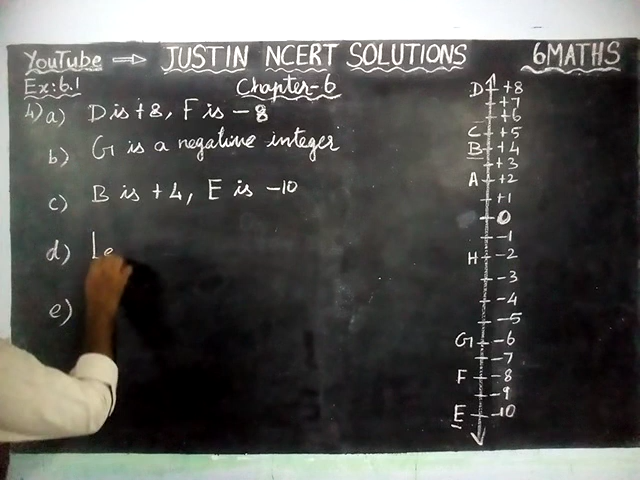 YouTube ⟹ JUSTIN NCERT SOLUTIONS 6MATHS
Ex: 6.1 Chapter-6
4) a) D is +8, F is -8
b) G is a negative integer
c) B is +4, E is -10
d) Le
e)
D +8
+7
+6
C +5
B +4
+3
A +2
+1
0
-1
H -2
-3
-4
-5
G -6
-7
F -8
-9
E -10